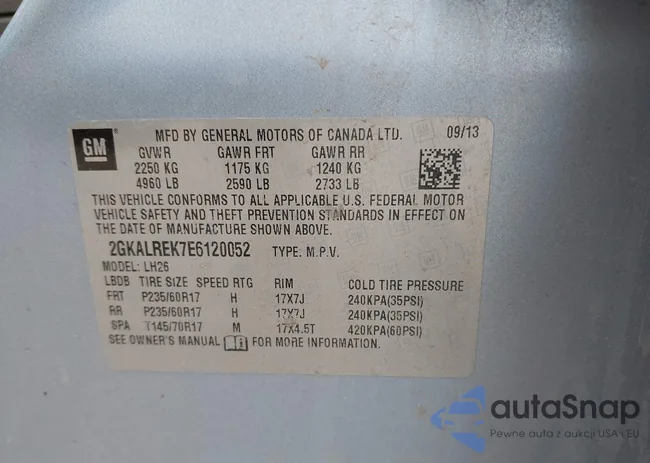 GM
MFD BY GENERAL MOTORS OF CANADA LTD. 09/13
GVWR GAWR FRT GAWR RR
2250 KG 1175 KG 1240 KG
4960 LB 2590 LB 2733 LB
THIS VEHICLE CONFORMS TO ALL APPLICABLE U.S. FEDERAL MOTOR
VEHICLE SAFETY AND THEFT PREVENTION STANDARDS IN EFFECT ON
THE DATE OF MANUFACTURE SHOWN ABOVE.
2GKALREK7E6120052 TYPE: M.P.V.
MODEL: LH26
LBDB TIRE SIZE SPEED RTG RIM COLD TIRE PRESSURE
FRT P235/60R17 H 17X7J 240KPA(35PSI)
RR P235/60R17 H 17X7J 240KPA(35PSI)
SPA T145/70R17 M 17X4.5T 420KPA(60PSI)
SEE OWNER'S MANUAL FOR MORE INFORMATION.
autaSnap
Pewne auta z aukcji USA i EU